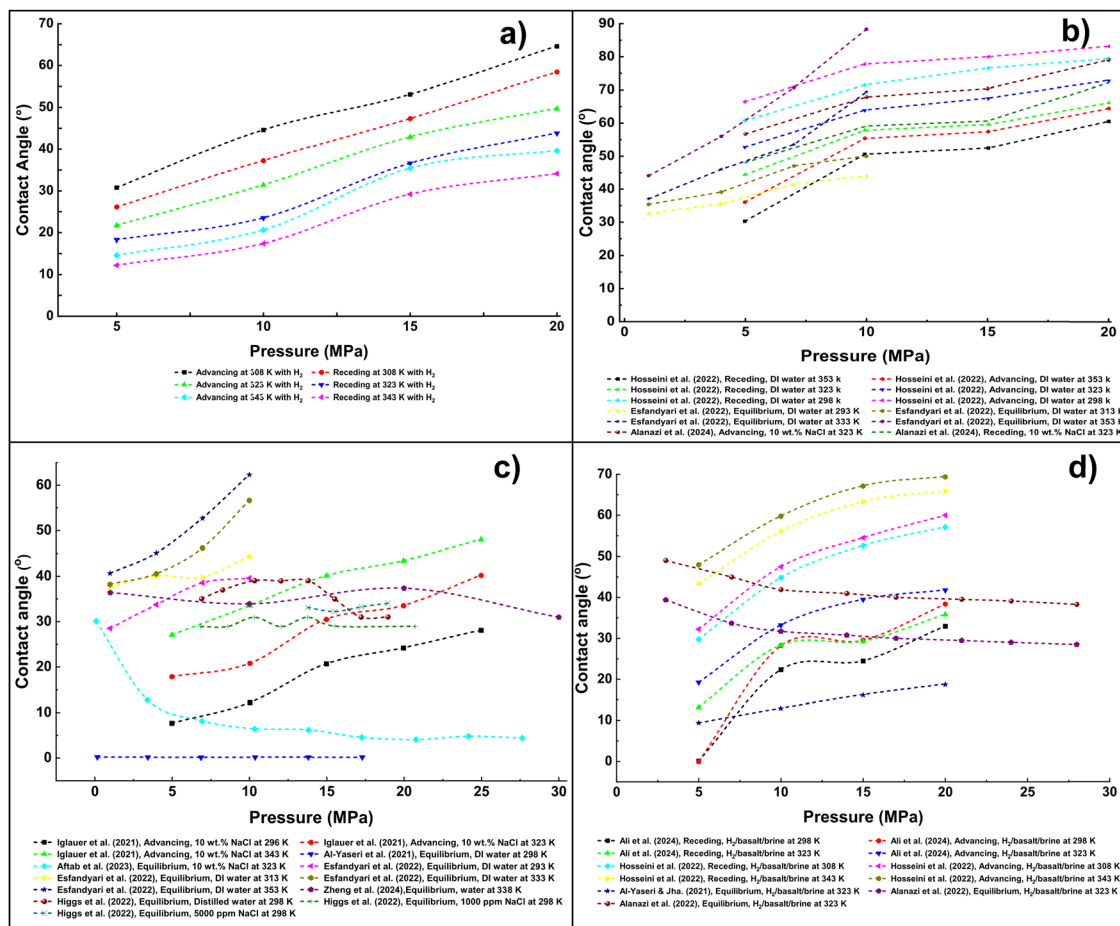 a)
Contact Angle (º)
70
60
50
40
30
20
10
0
5 10 15 20
Pressure (MPa)
Advancing at 308 K with H₂ Receding at 308 K with H₂
Advancing at 323 K with H₂ Receding at 323 K with H₂
Advancing at 343 K with H₂ Receding at 343 K with H₂
b)
Contact angle (º)
90
80
70
60
50
40
30
20
10
0
0 5 10 15 20
Pressure (MPa)
Hosseini et al. (2022), Receding, DI water at 353 k Hosseini et al. (2022), Advancing, DI water at 353 k
Hosseini et al. (2022), Receding, DI water at 323 k Hosseini et al. (2022), Advancing, DI water at 323 k
Hosseini et al. (2022), Receding, DI water at 298 k Hosseini et al. (2022), Advancing, DI water at 298 k
Esfandyari et al. (2022), Equilibrium, DI water at 293 K Esfandyari et al. (2022), Equilibrium, DI water at 313 K
Esfandyari et al. (2022), Equilibrium, DI water at 333 K Esfandyari et al. (2022), Equilibrium, DI water at 353 K
Alanazi et al. (2024), Advancing, 10 wt.% NaCl at 323 K Alanazi et al. (2024), Receding, 10 wt.% NaCl at 323 K
c)
Contact angle (º)
60
50
40
30
20
10
0
0 5 10 15 20 25 30
Pressure (MPa)
Iglauer et al. (2021), Advancing, 10 wt.% NaCl at 296 K Iglauer et al. (2021), Advancing, 10 wt.% NaCl at 323 K
Iglauer et al. (2021), Advancing, 10 wt.% NaCl at 343 K Al-Yaseri et al. (2021), Equilibrium, DI water at 298 K
Aftab et al. (2023), Equilibrium, 10 wt.% NaCl at 323 K Esfandyari et al. (2022), Equilibrium, DI water at 293 K
Esfandyari et al. (2022), Equilibrium, DI water at 313 K Esfandyari et al. (2022), Equilibrium, DI water at 333 K
Esfandyari et al. (2022), Equilibrium, DI water at 353 K Zheng et al. (2024),Equilibrium, water at 338 K
Higgs et al. (2022), Equilibrium, Distilled water at 298 K Higgs et al. (2022), Equilibrium, 1000 ppm NaCl at 298 K
Higgs et al. (2022), Equilibrium, 5000 ppm NaCl at 298 K
d)
Contact angle (º)
70
60
50
40
30
20
10
0
0 5 10 15 20 25 30
Pressure (MPa)
Ali et al. (2024), Receding, H₂/basalt/brine at 298 K Ali et al. (2024), Advancing, H₂/basalt/brine at 298 K
Ali et al. (2024), Receding, H₂/basalt/brine at 323 K Ali et al. (2024), Advancing, H₂/basalt/brine at 323 K
Hosseini et al. (2022), Receding, H₂/basalt/brine at 308 K Hosseini et al. (2022), Advancing, H₂/basalt/brine at 308 K
Hosseini et al. (2022), Receding, H₂/basalt/brine at 343 K Hosseini et al. (2022), Advancing, H₂/basalt/brine at 343 K
Al-Yaseri & Jha. (2021), Equilibrium, H₂/basalt/brine at 323 K Alanazi et al. (2022), Equilibrium, H₂/basalt/brine at 323 K
Alanazi et al. (2022), Equilibrium, H₂/basalt/brine at 323 K